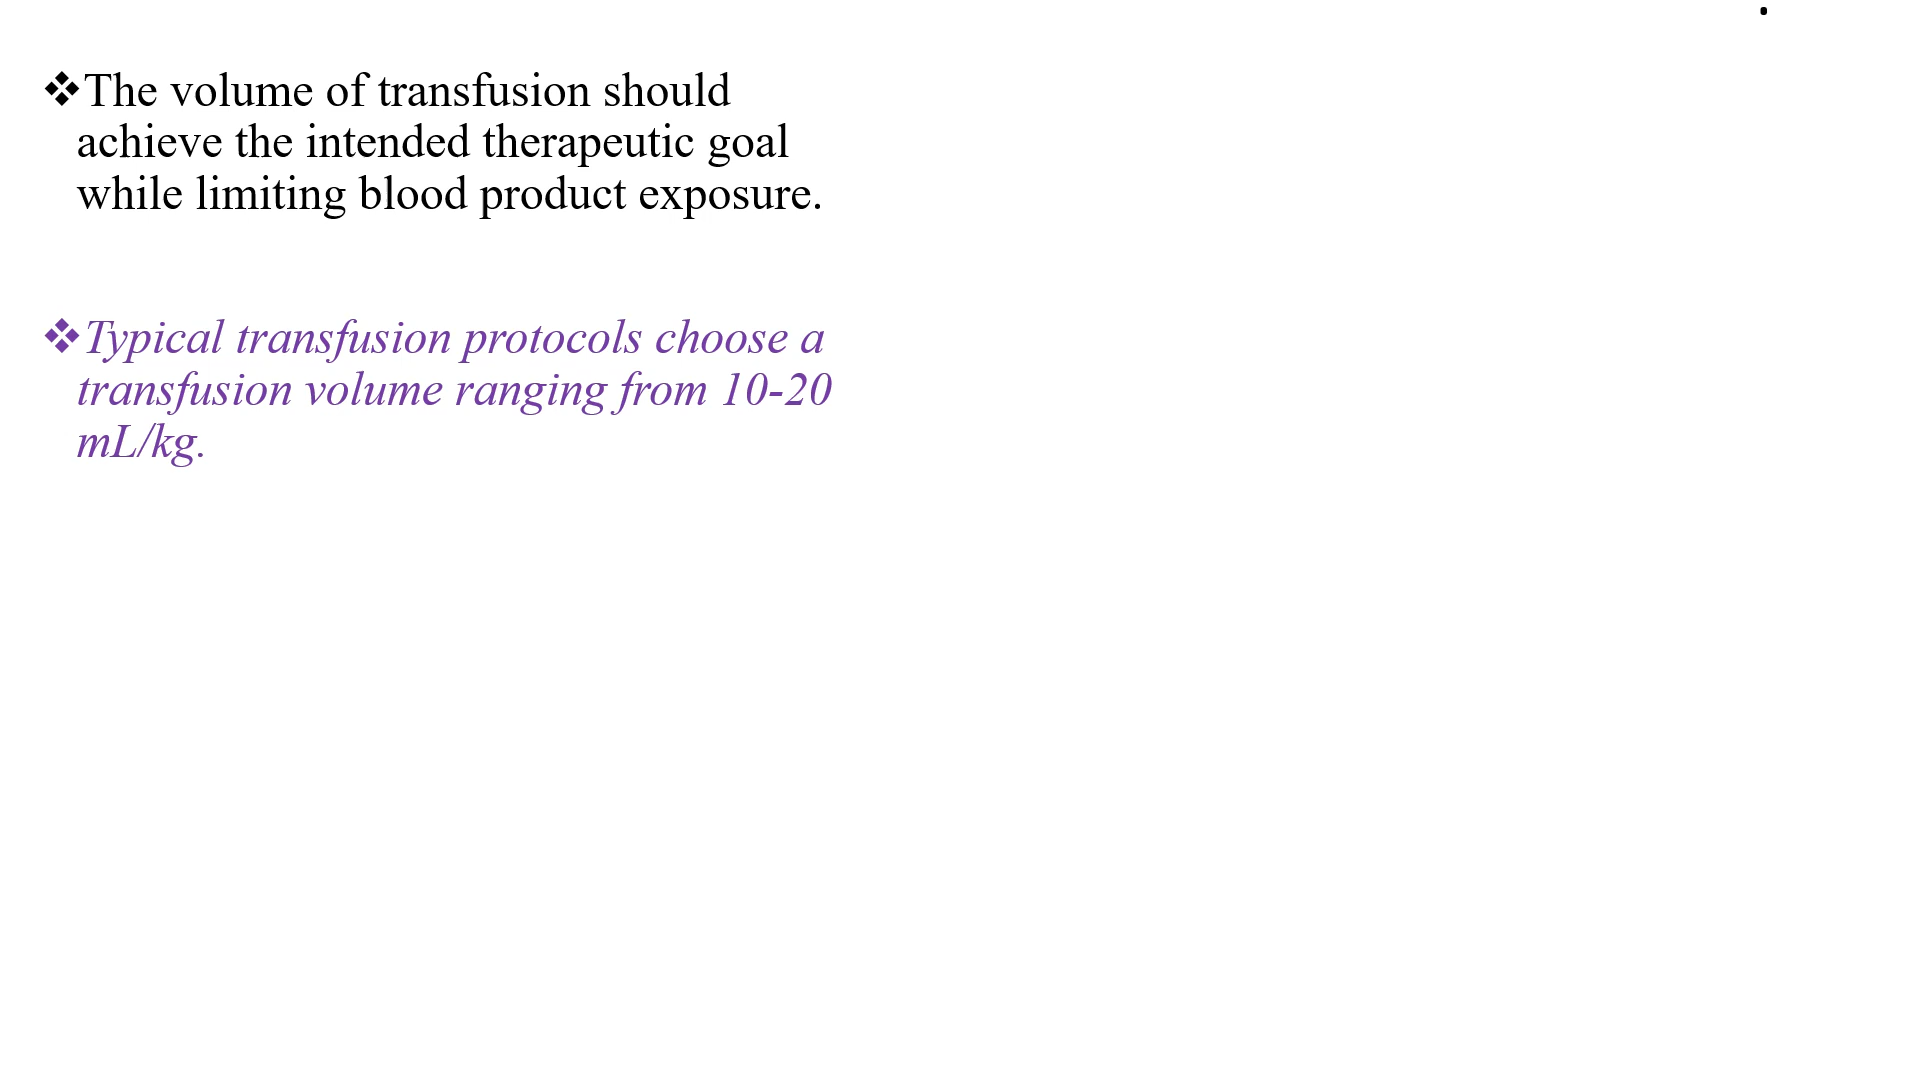 .
❖The volume of transfusion should
achieve the intended therapeutic goal
while limiting blood product exposure.
❖Typical transfusion protocols choose a
transfusion volume ranging from 10-20
mL/kg.